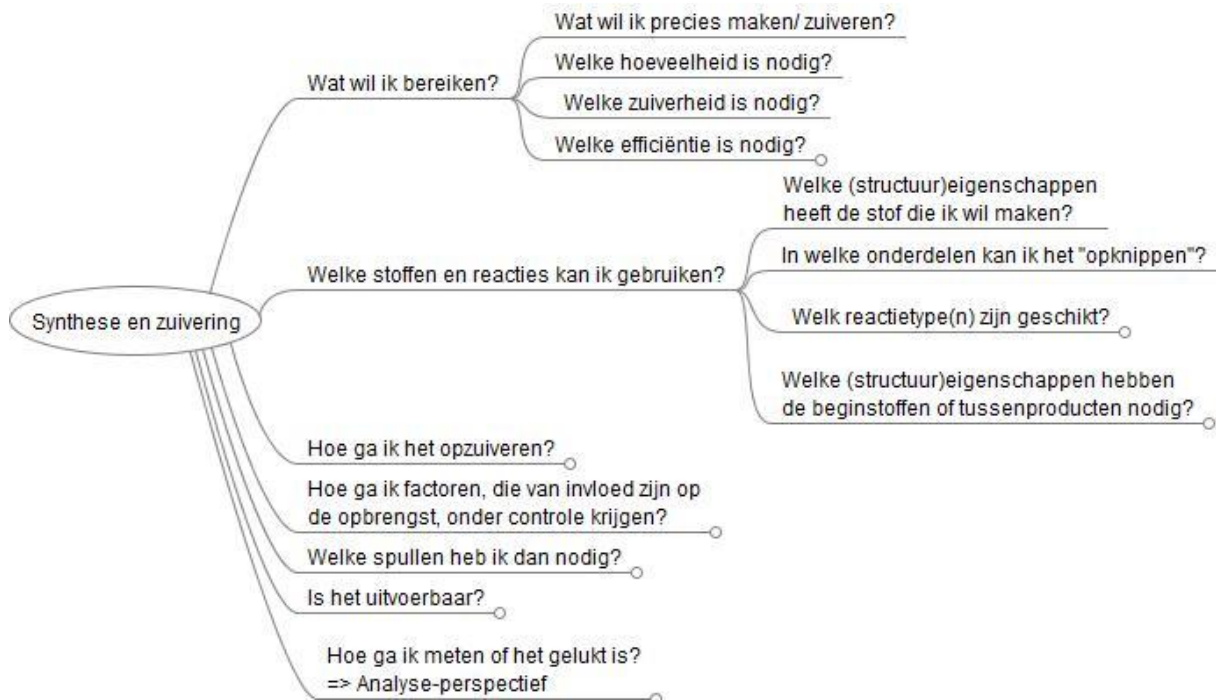 Synthese en zuivering
Wat wil ik bereiken?
Wat wil ik precies maken/ zuiveren?
Welke hoeveelheid is nodig?
Welke zuiverheid is nodig?
Welke efficiëntie is nodig?
Welke stoffen en reacties kan ik gebruiken?
Welke (structuur)eigenschappen
heeft de stof die ik wil maken?
In welke onderdelen kan ik het "opknippen"?
Welk reactietype(n) zijn geschikt?
Welke (structuur)eigenschappen hebben
de beginstoffen of tussenproducten nodig?
Hoe ga ik het opzuiveren?
Hoe ga ik factoren, die van invloed zijn op
de opbrengst, onder controle krijgen?
Welke spullen heb ik dan nodig?
Is het uitvoerbaar?
Hoe ga ik meten of het gelukt is?
=> Analyse-perspectief